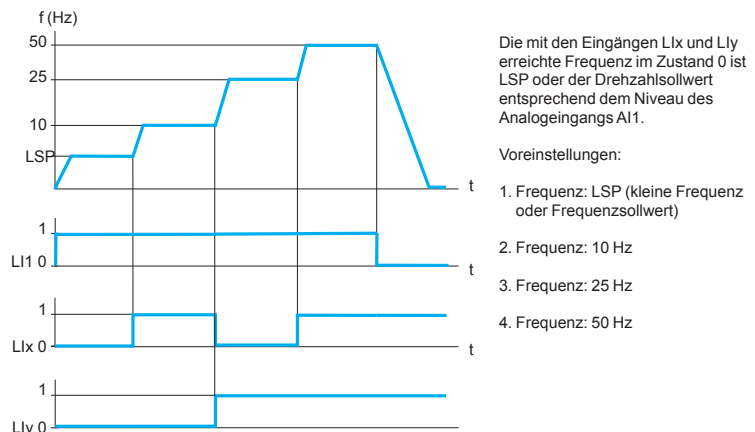 f (Hz)
50
25
10
LSP
t
1
LI1 0
t
1
LIx 0
t
1
LIy 0
Die mit den Eingängen LIx und LIy
erreichte Frequenz im Zustand 0 ist
LSP oder der Drehzahlsollwert
entsprechend dem Niveau des
Analogeingangs AI1.
Voreinstellungen:
1. Frequenz: LSP (kleine Frequenz
oder Frequenzsollwert)
2. Frequenz: 10 Hz
3. Frequenz: 25 Hz
4. Frequenz: 50 Hz